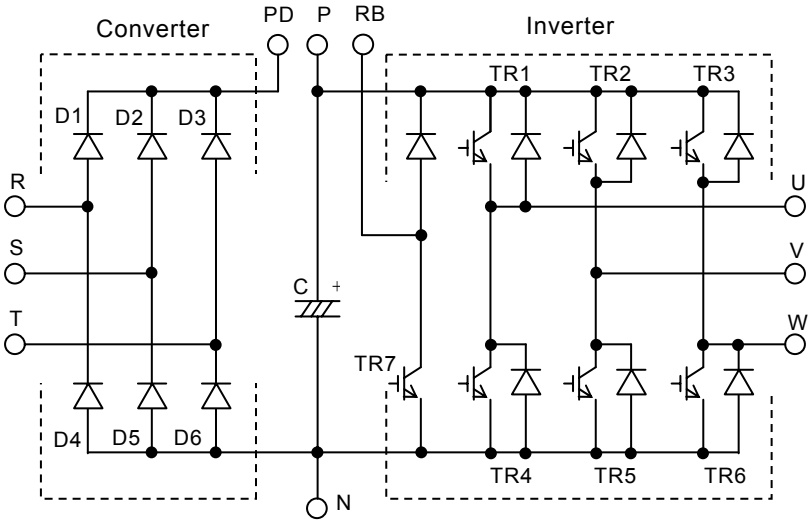 Converter
PD
P
RB
Inverter
TR1
TR2
TR3
D1
D2
D3
R
U
S
V
C +
T
W
TR7
D4
D5
D6
TR4
TR5
TR6
N